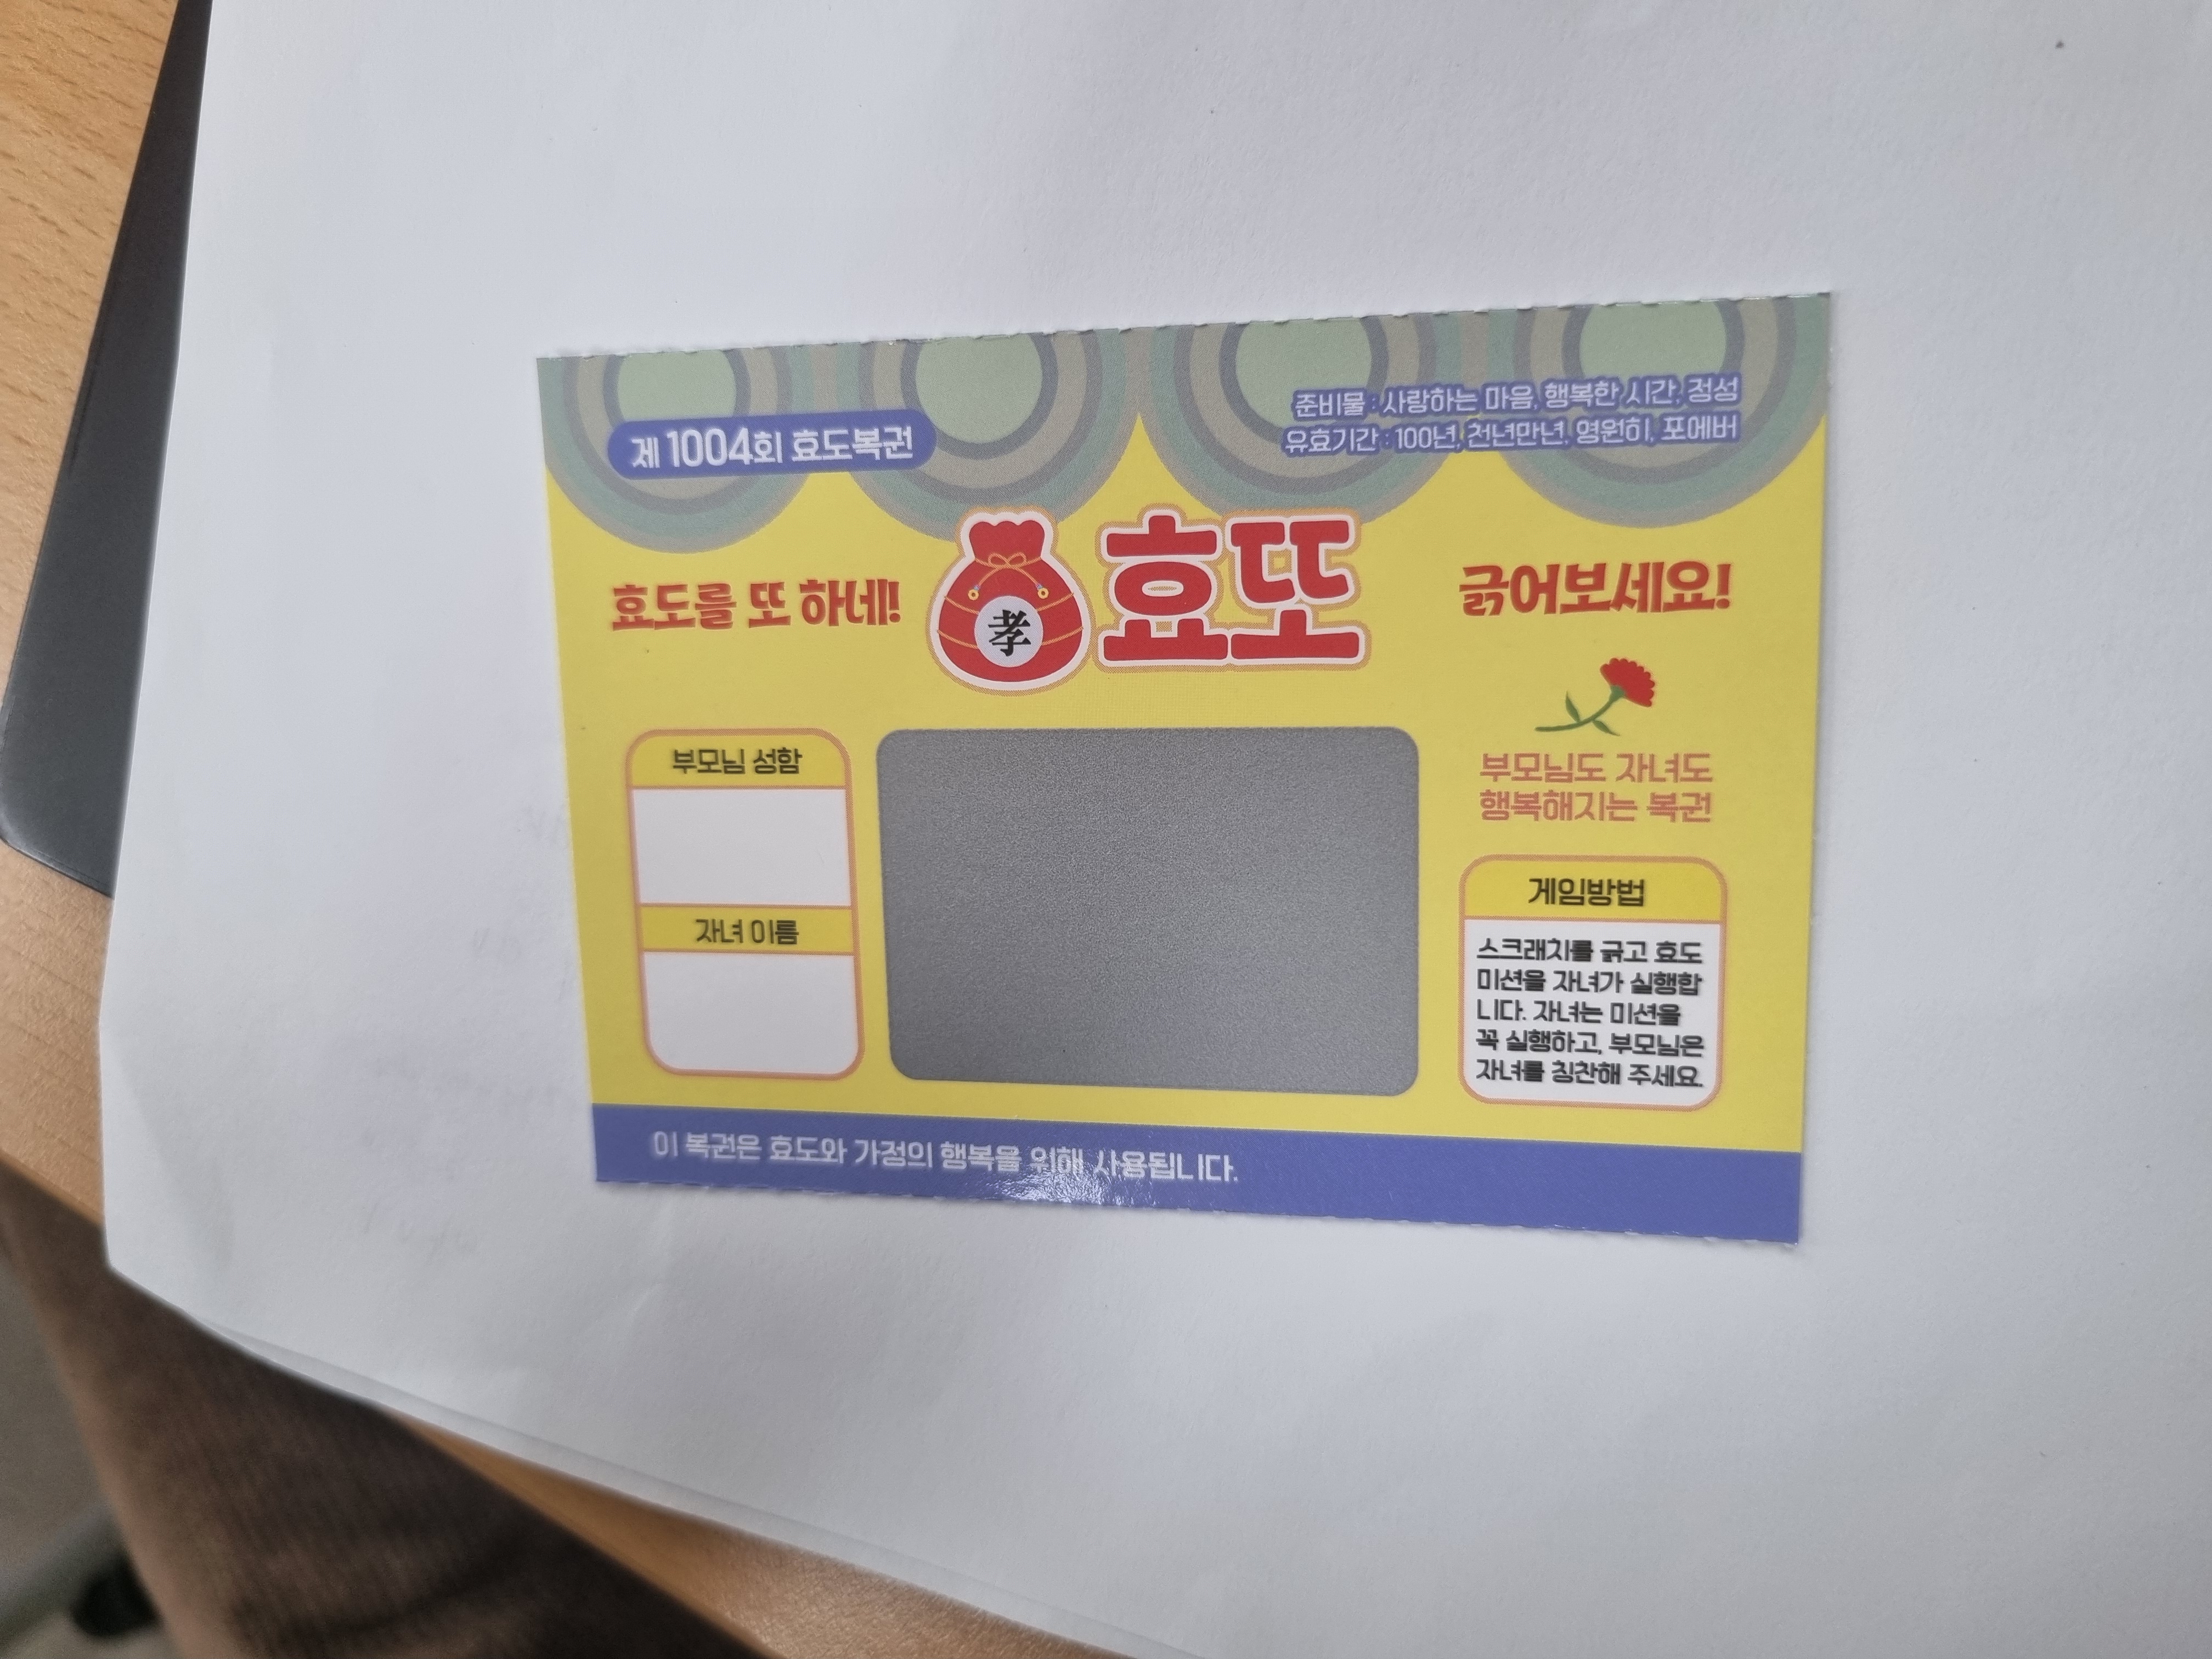 제 1004회 효도복권
준비물 : 사랑하는 마음, 행복한 시간, 정성
유효기간 : 100년, 천년만년, 영원히, 포에버
효도를 또 하네!
孝
효또
긁어보세요!
부모님 성함
자녀 이름
부모님도 자녀도
행복해지는 복권
게임방법
스크래치를 긁고 효도
미션을 자녀가 실행합
니다. 자녀는 미션을
꼭 실행하고, 부모님은
자녀를 칭찬해 주세요.
이 복권은 효도와 가정의 행복을 위해 사용됩니다.